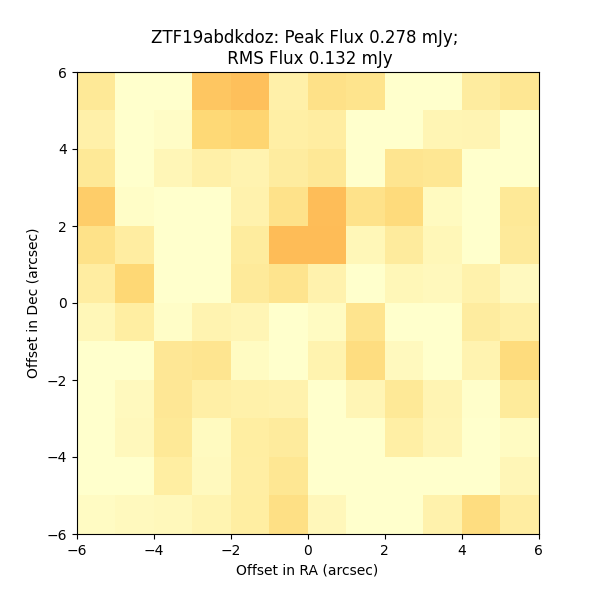 ZTF19abdkdoz: Peak Flux 0.278 mJy;
RMS Flux 0.132 mJy
6
4
2
0
−2
−4
−6
Offset in Dec (arcsec)
−6 −4 −2 0 2 4 6
Offset in RA (arcsec)